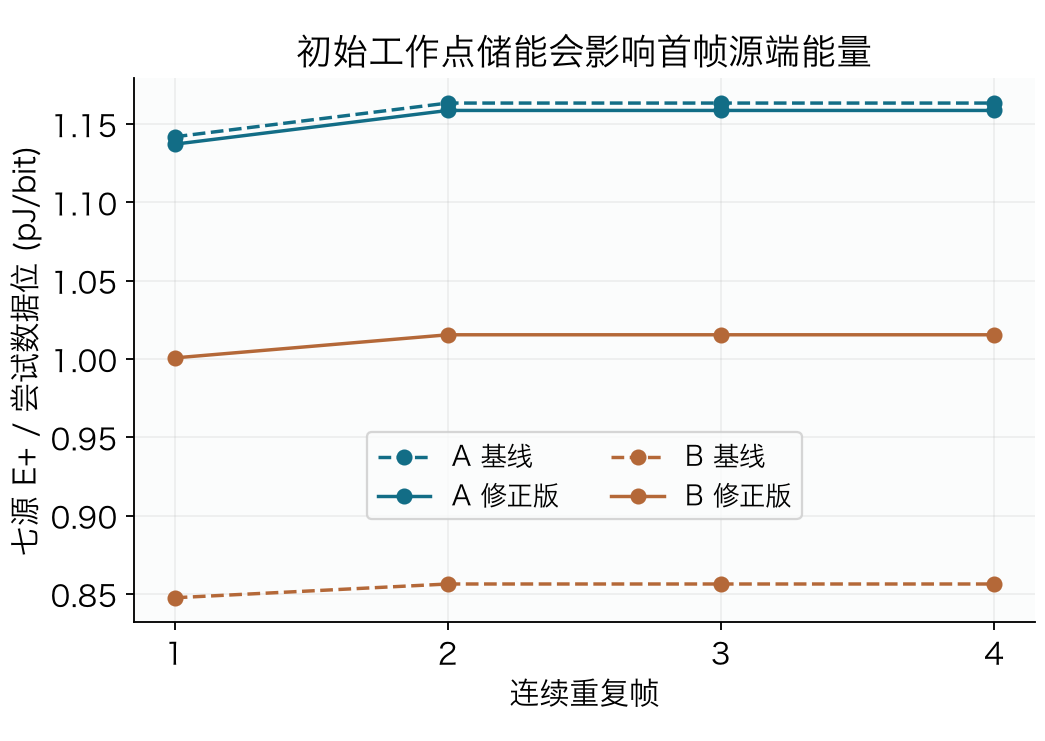 初始工作点储能会影响首帧源端能量
七源 E+ / 尝试数据位 (pJ/bit)
1.15
1.10
1.05
1.00
0.95
0.90
0.85
A 基线
B 基线
A 修正版
B 修正版
1 2 3 4
连续重复帧